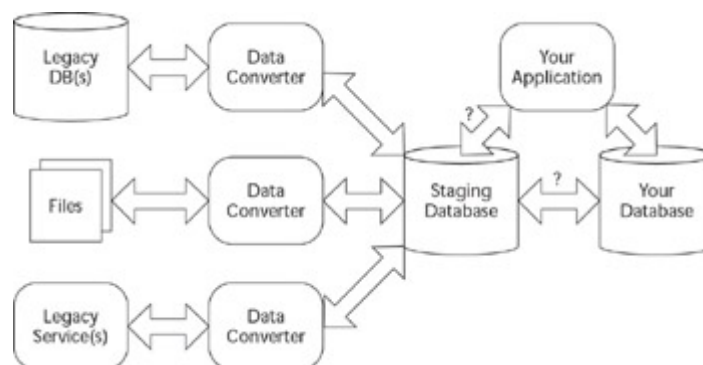 Legacy
DB(s)
Data
Converter
Your
Application
?
Files
Data
Converter
Staging
Database
?
Your
Database
Legacy
Service(s)
Data
Converter